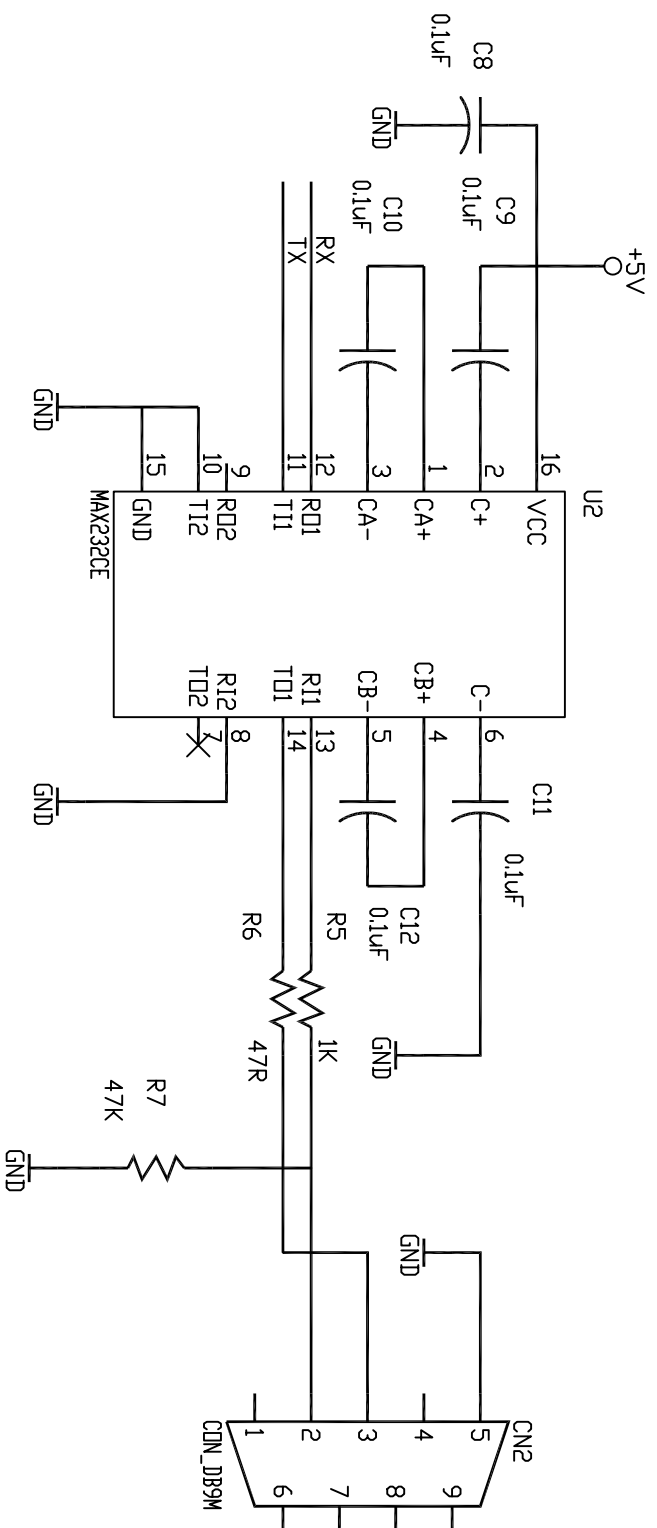 +5V
C8
0.1uF
GND
C9
0.1uF
C10
0.1uF
RX
TX
GND
U2
16
VCC
2
C+
1
CA+
3
CA-
12
RO1
11
TI1
9
RO2
10
TI2
15
GND
MAX232CE
C-
6
CB+
4
CB-
5
RI1
13
TO1
14
RI2
8
TO2
7
GND
C11
0.1uF
C12
0.1uF
GND
R5
1K
R6
47R
R7
47K
GND
GND
CN2
5
4
3
2
1
9
8
7
6
CON_DB9M